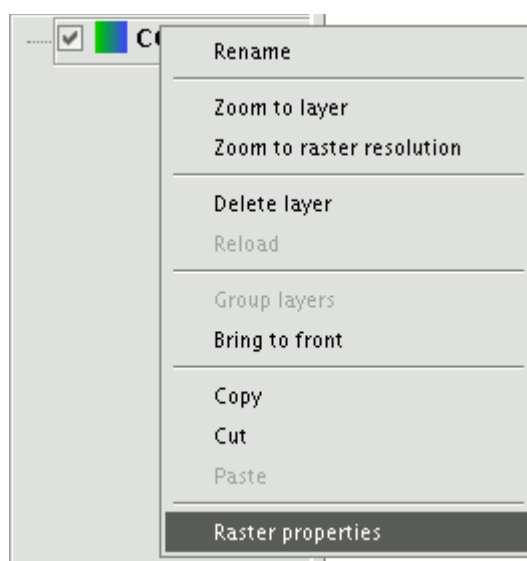 Rename
Zoom to layer
Zoom to raster resolution
Delete layer
Reload
Group layers
Bring to front
Copy
Cut
Paste
Raster properties